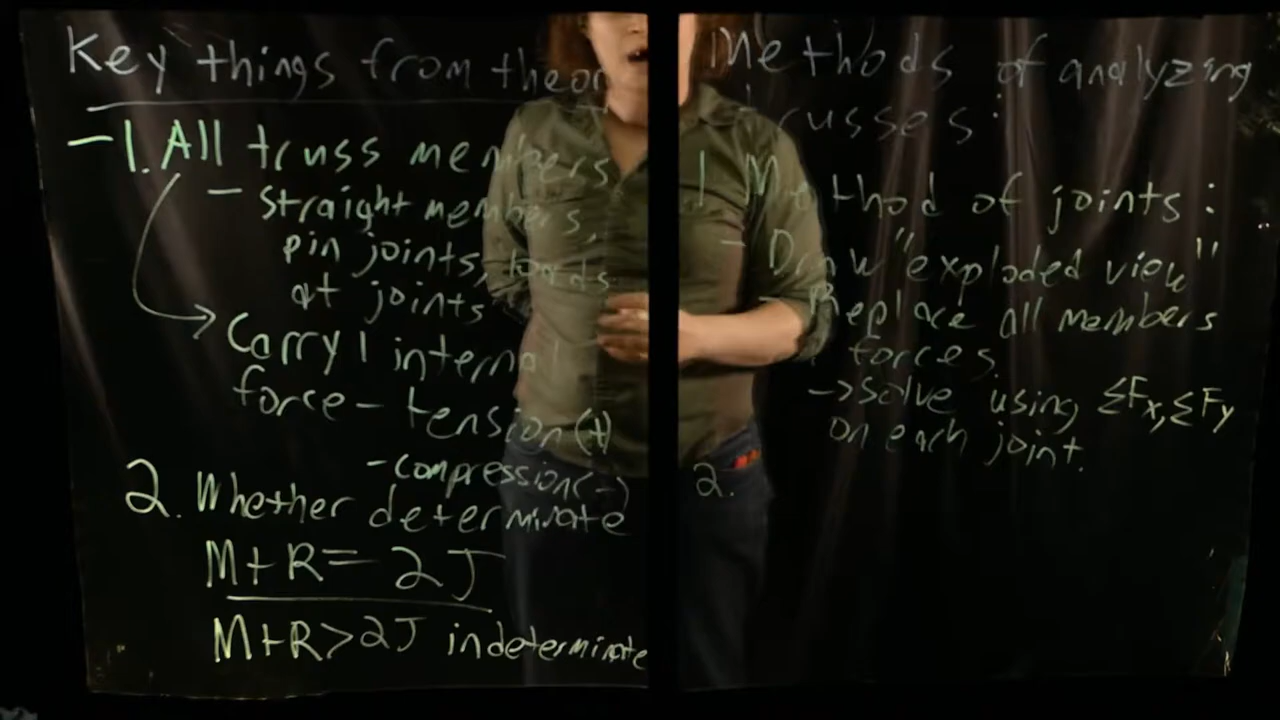 Key things from theor
- 1. All truss members
- straight members,
pin joints, loads
at joints
Carry 1 internal
force - tension (+)
- compression (-)
2. Whether determinate
M+R = 2J
M+R > 2J indeterminate
Methods of analyzing
trusses:
1 Method of joints:
- Draw "exploded view"
- Replace all members
forces.
-> Solve using ΣFx, ΣFy
on each joint.
2.